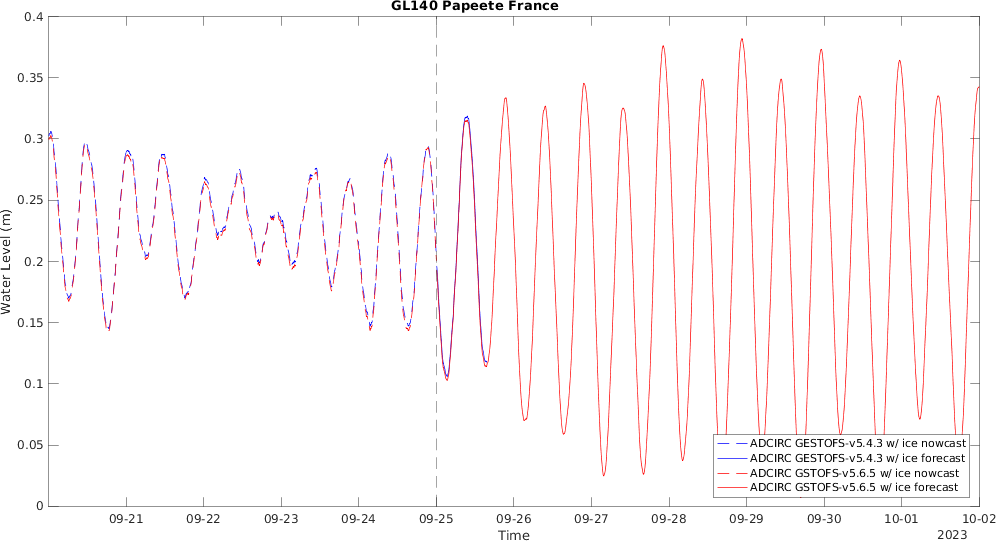 GL140 Papeete France
0.4
0.35
0.3
0.25
0.2
0.15
0.1
0.05
0
Water Level (m)
ADCIRC GESTOFS-v5.4.3 w/ ice nowcast
ADCIRC GESTOFS-v5.4.3 w/ ice forecast
ADCIRC GSTOFS-v5.6.5 w/ ice nowcast
ADCIRC GSTOFS-v5.6.5 w/ ice forecast
09-21 09-22 09-23 09-24 09-25 09-26 09-27 09-28 09-29 09-30 10-01 10-02
Time
2023